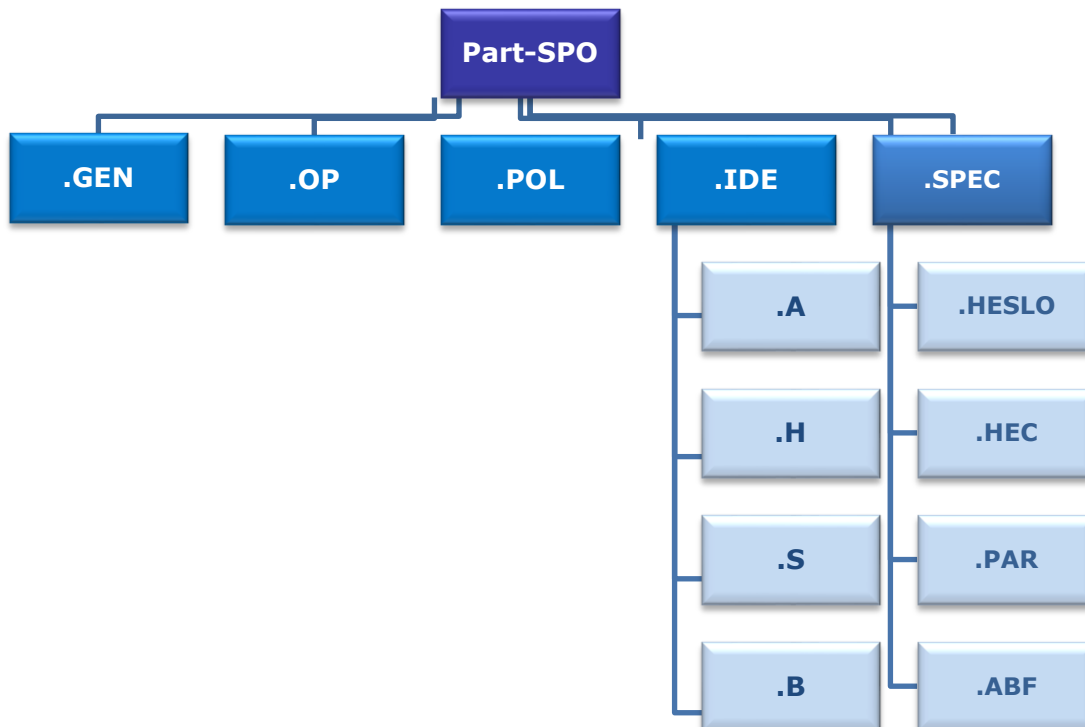 Part-SPO
.GEN
.OP
.POL
.IDE
.SPEC
.A
.HESLO
.H
.HEC
.S
.PAR
.B
.ABF